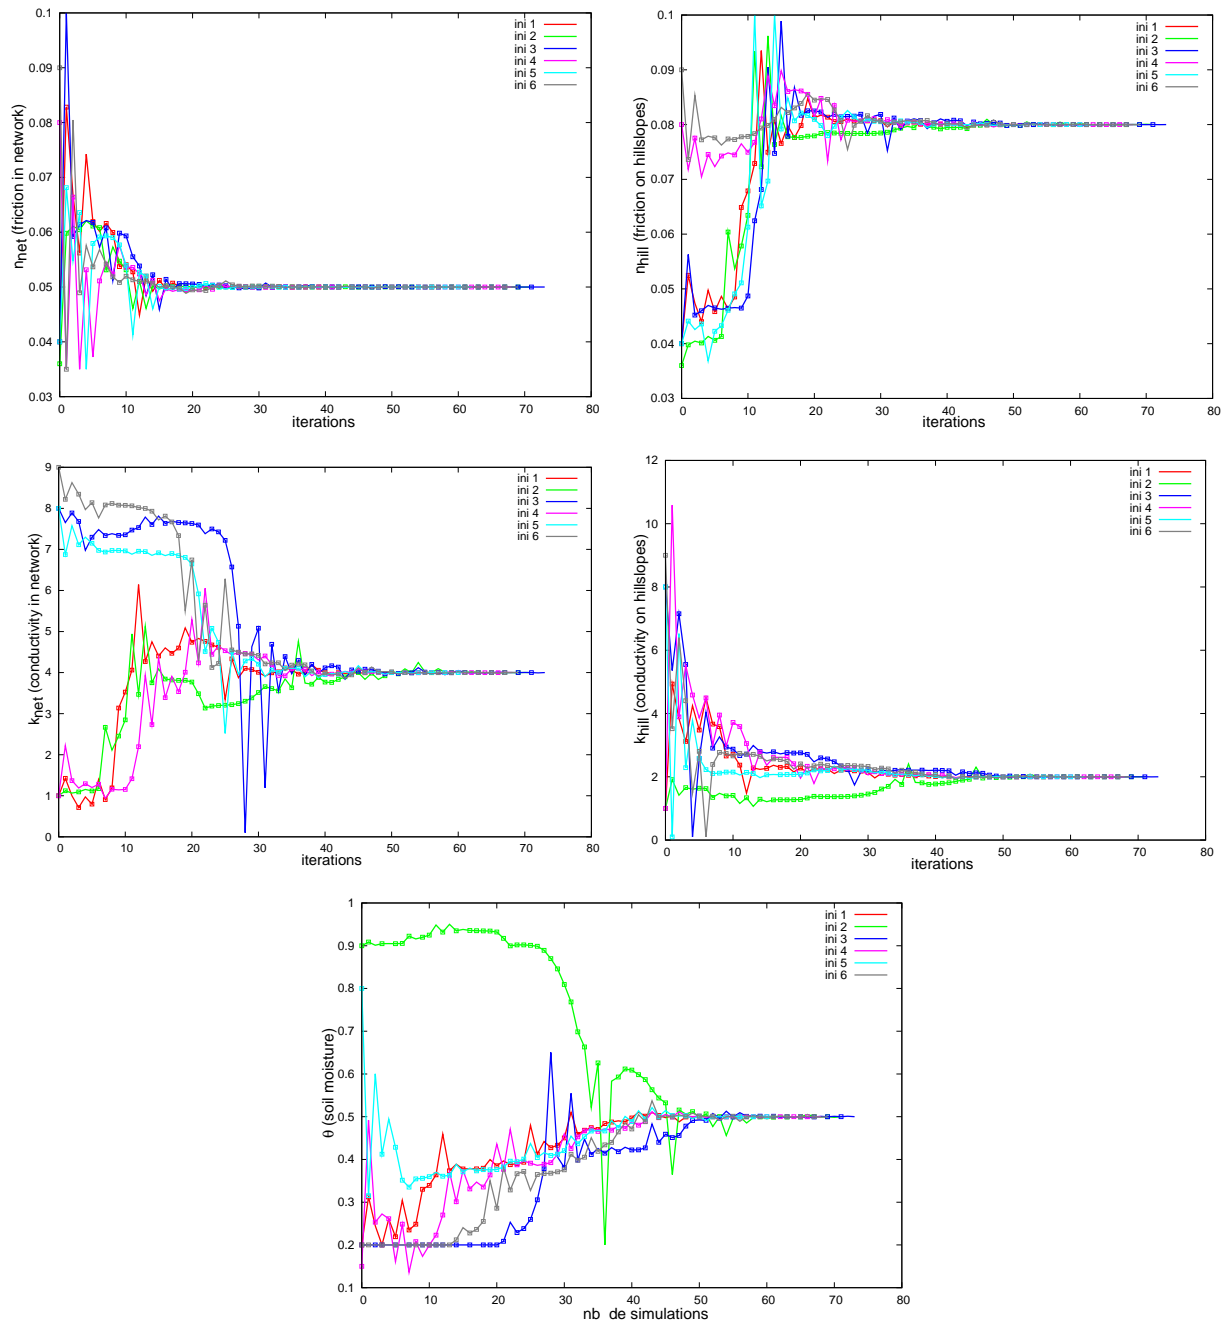 0.1
0.09
0.08
0.07
0.06
0.05
0.04
0.03
0 10 20 30 40 50 60 70 80
n_net (friction in network)
iterations
ini 1
ini 2
ini 3
ini 4
ini 5
ini 6
0.1
0.09
0.08
0.07
0.06
0.05
0.04
0.03
0 10 20 30 40 50 60 70 80
n_hill (friction on hillslopes)
iterations
ini 1
ini 2
ini 3
ini 4
ini 5
ini 6
9
8
7
6
5
4
3
2
1
0
0 10 20 30 40 50 60 70 80
k_net (conductivity in network)
iterations
ini 1
ini 2
ini 3
ini 4
ini 5
ini 6
12
10
8
6
4
2
0
0 10 20 30 40 50 60 70 80
k_hill (conductivity on hillslopes)
iterations
ini 1
ini 2
ini 3
ini 4
ini 5
ini 6
1
0.9
0.8
0.7
0.6
0.5
0.4
0.3
0.2
0.1
0 10 20 30 40 50 60 70 80
θ (soil moisture)
nb de simulations
ini 1
ini 2
ini 3
ini 4
ini 5
ini 6